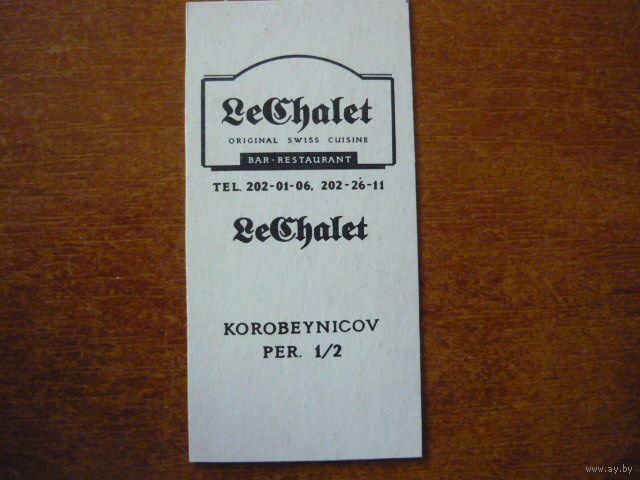 LeChalet
ORIGINAL SWISS CUISINE
BAR-RESTAURANT
TEL. 202-01-06, 202-26-11
LeChalet
KOROBEYNICOV
PER. 1/2
www.ay.by